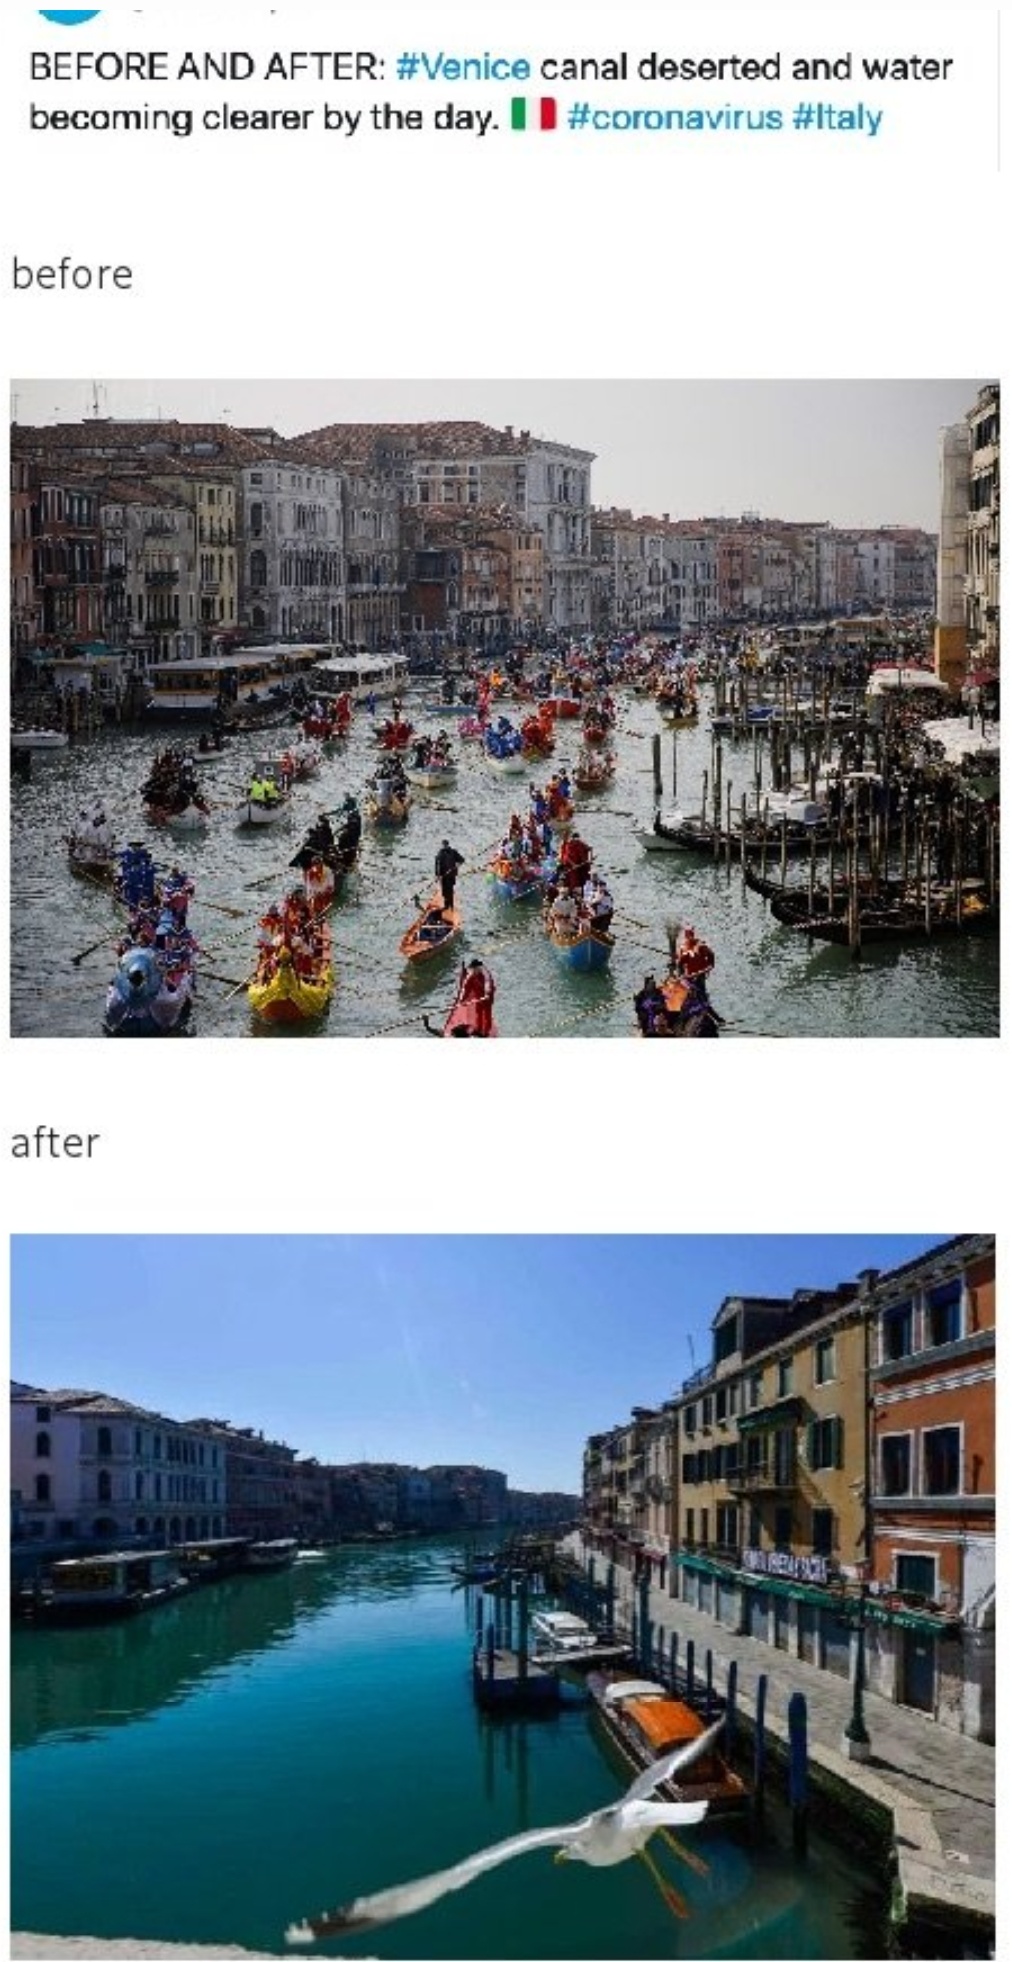 BEFORE AND AFTER: #Venice canal deserted and water
becoming clearer by the day. 🇮🇹 #coronavirus #Italy
before
after